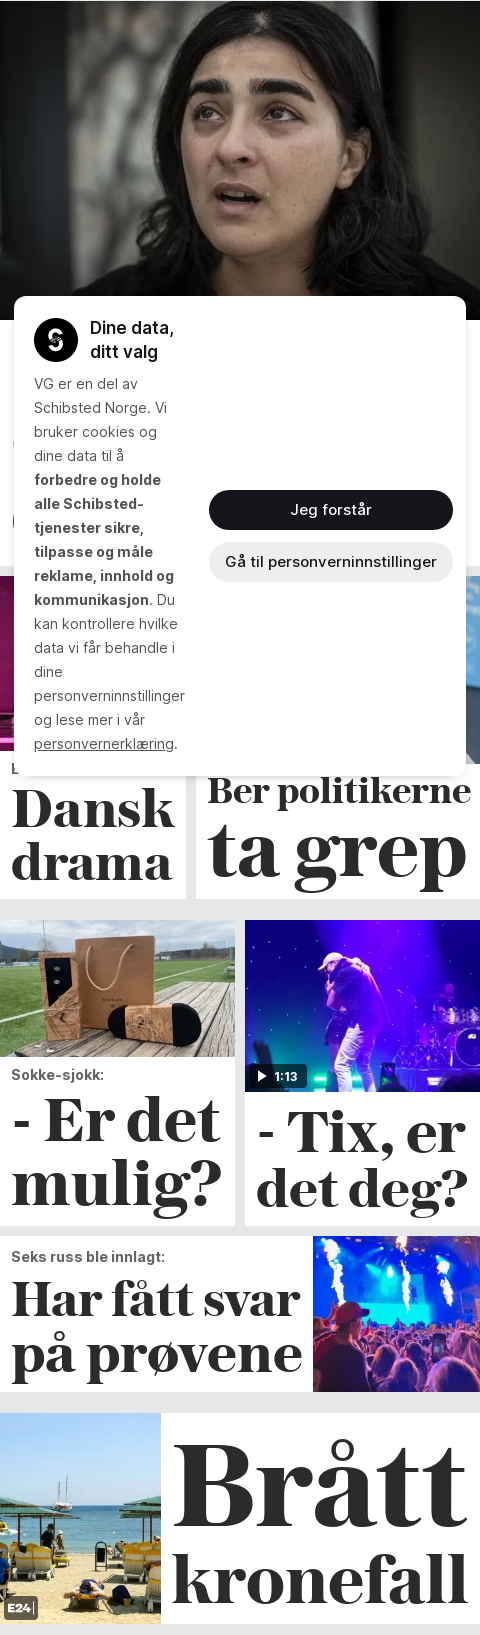 Dine data,
ditt valg
VG er en del av
Schibsted Norge. Vi
bruker cookies og
dine data til å
forbedre og holde
alle Schibsted-
tjenester sikre,
tilpasse og måle
reklame, innhold og
kommunikasjon. Du
kan kontrollere hvilke
data vi får behandle i
dine
personverninnstillinger
og lese mer i vår
personvernerklæring.
Jeg forstår
Gå til personverninnstillinger
Dansk
drama
Ber politikerne
ta grep
Sokke-sjokk:
- Er det
mulig?
1:13
- Tix, er
det deg?
Seks russ ble innlagt:
Har fått svar
på prøvene
E24
Brått
kronefall